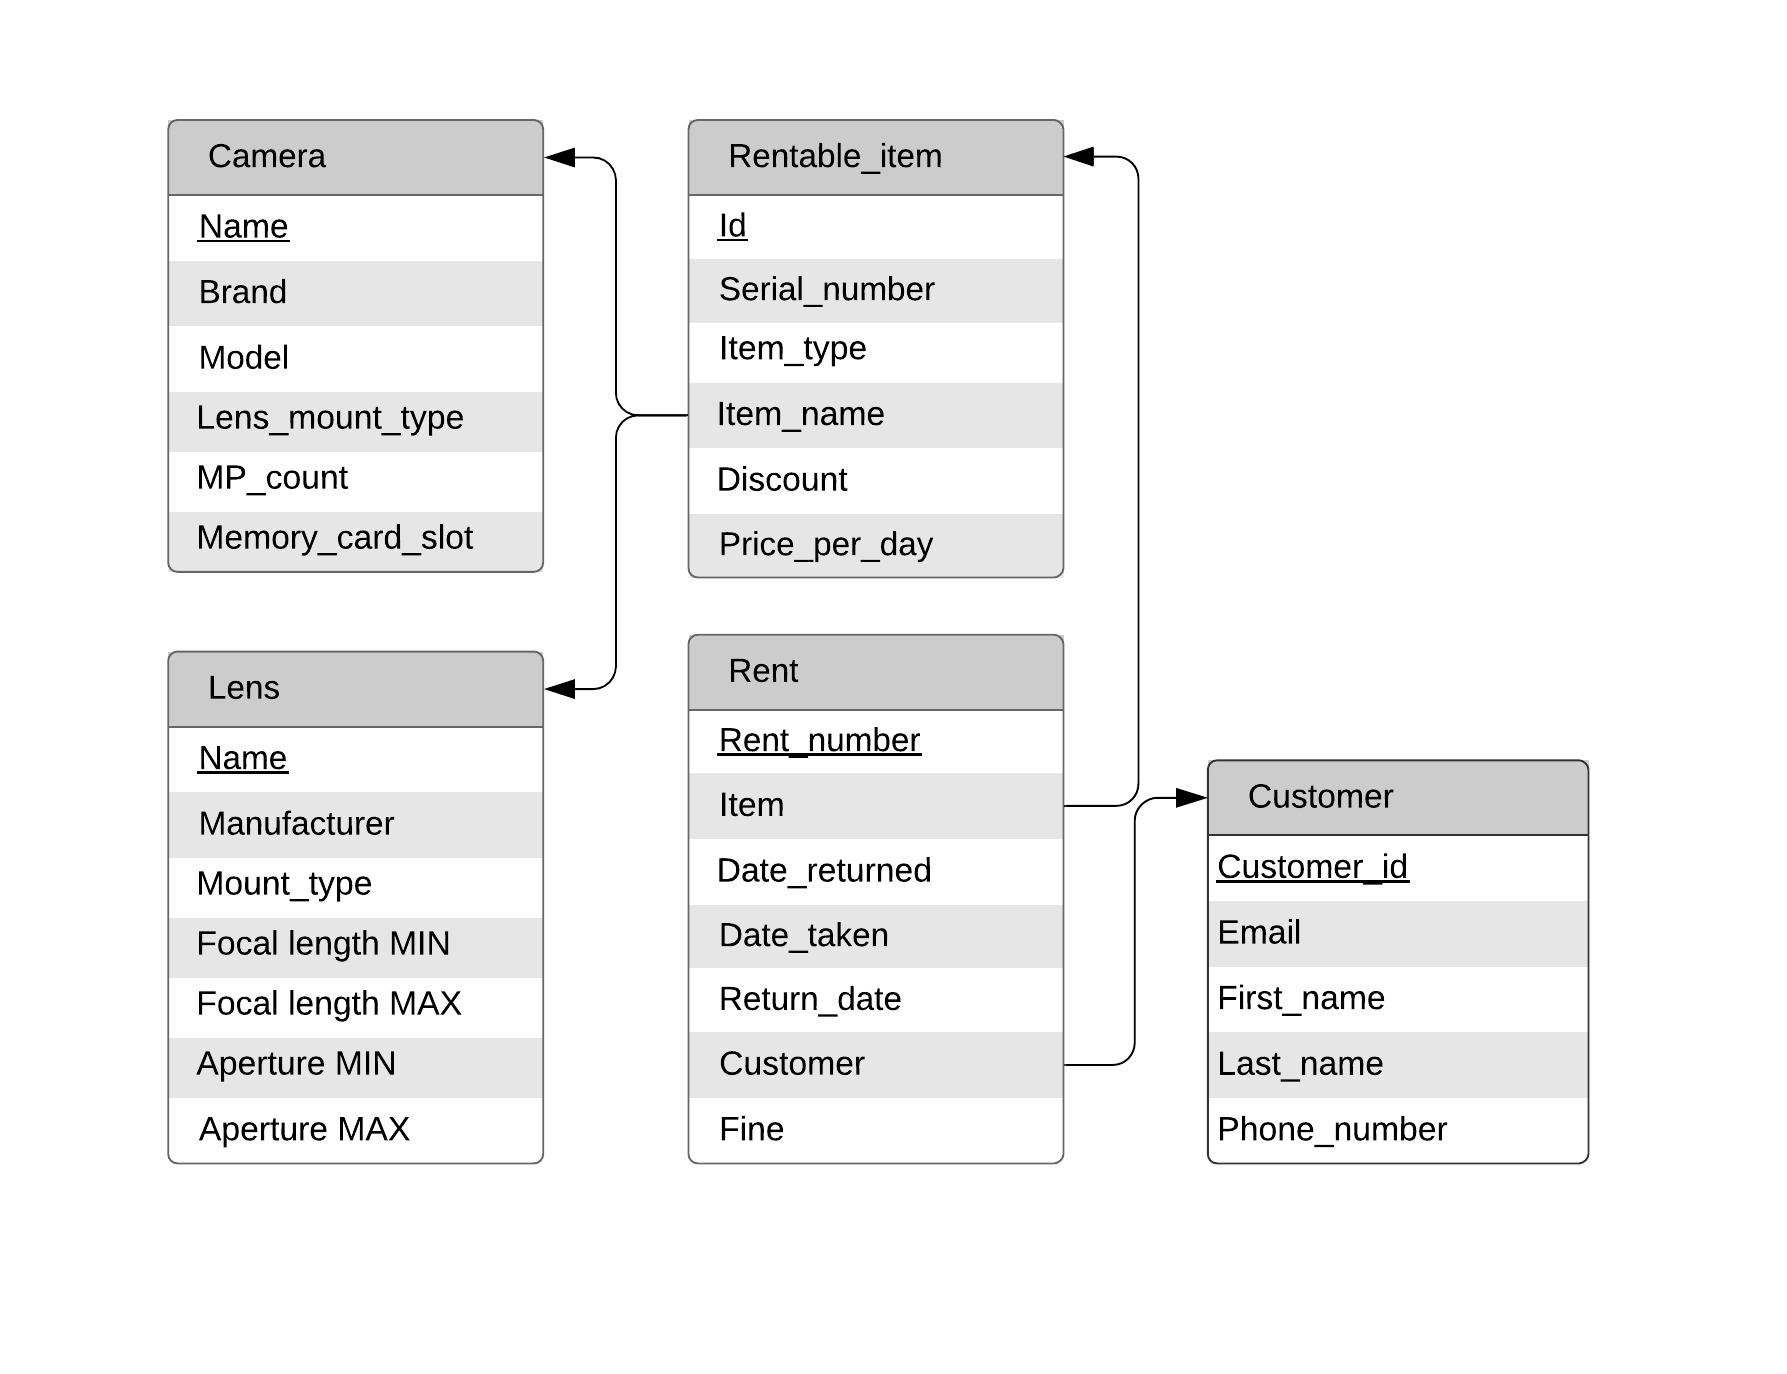 Camera
Name
Brand
Model
Lens_mount_type
MP_count
Memory_card_slot
Rentable_item
Id
Serial_number
Item_type
Item_name
Discount
Price_per_day
Lens
Name
Manufacturer
Mount_type
Focal length MIN
Focal length MAX
Aperture MIN
Aperture MAX
Rent
Rent_number
Item
Date_returned
Date_taken
Return_date
Customer
Fine
Customer
Customer_id
Email
First_name
Last_name
Phone_number